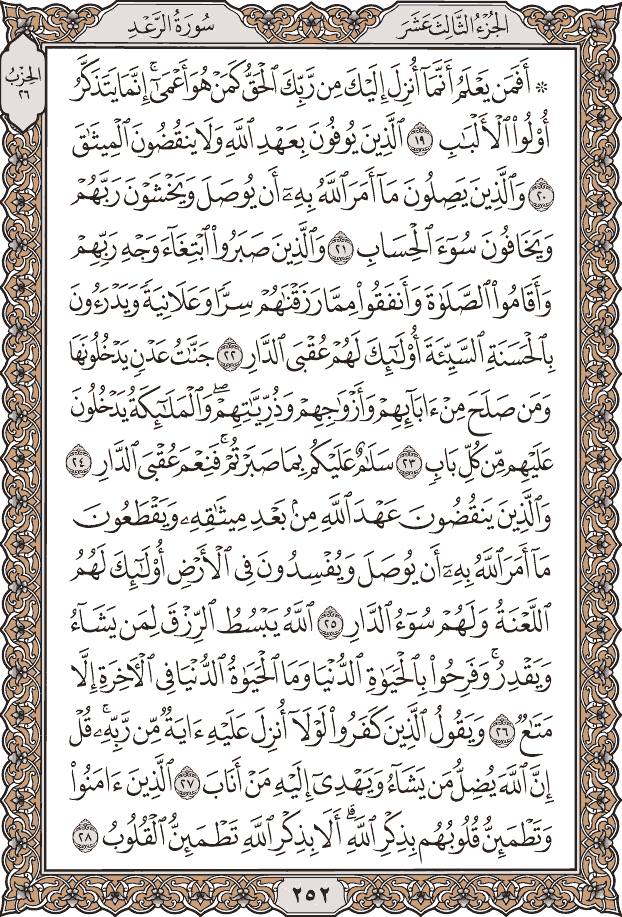 سُورَةُ الرَّعْدِ
الجُزْءُ الثَّالِثَ عَشَرَ
الحِزْبُ
٢٦
۞ أَفَمَن يَعْلَمُ أَنَّمَآ أُنزِلَ إِلَيْكَ مِن رَّبِّكَ ٱلْحَقُّ كَمَنْ هُوَ أَعْمَىٰٓ ۚ إِنَّمَا يَتَذَكَّرُ
أُو۟لُوا۟ ٱلْأَلْبَـٰبِ ١٩ ٱلَّذِينَ يُوفُونَ بِعَهْدِ ٱللَّهِ وَلَا يَنقُضُونَ ٱلْمِيثَـٰقَ
٢٠ وَٱلَّذِينَ يَصِلُونَ مَآ أَمَرَ ٱللَّهُ بِهِۦٓ أَن يُوصَلَ وَيَخْشَوْنَ رَبَّهُمْ
وَيَخَافُونَ سُوٓءَ ٱلْحِسَابِ ٢١ وَٱلَّذِينَ صَبَرُوا۟ ٱبْتِغَآءَ وَجْهِ رَبِّهِمْ
وَأَقَامُوا۟ ٱلصَّلَوٰةَ وَأَنفَقُوا۟ مِمَّا رَزَقْنَـٰهُمْ سِرًّا وَعَلَانِيَةً وَيَدْرَءُونَ
بِٱلْحَسَنَةِ ٱلسَّيِّئَةَ أُو۟لَـٰٓئِكَ لَهُمْ عُقْبَى ٱلدَّارِ ٢٢ جَنَّـٰتُ عَدْنٍ يَدْخُلُونَهَا
وَمَن صَلَحَ مِنْ ءَابَآئِهِمْ وَأَزْوَٰجِهِمْ وَذُرِّيَّـٰتِهِمْ ۖ وَٱلْمَلَـٰٓئِكَةُ يَدْخُلُونَ
عَلَيْهِم مِّن كُلِّ بَابٍ ٢٣ سَلَـٰمٌ عَلَيْكُم بِمَا صَبَرْتُمْ ۚ فَنِعْمَ عُقْبَى ٱلدَّارِ ٢٤
وَٱلَّذِينَ يَنقُضُونَ عَهْدَ ٱللَّهِ مِنۢ بَعْدِ مِيثَـٰقِهِۦ وَيَقْطَعُونَ
مَآ أَمَرَ ٱللَّهُ بِهِۦٓ أَن يُوصَلَ وَيُفْسِدُونَ فِى ٱلْأَرْضِ أُو۟لَـٰٓئِكَ لَهُمُ
ٱللَّعْنَةُ وَلَهُمْ سُوٓءُ ٱلدَّارِ ٢٥ ٱللَّهُ يَبْسُطُ ٱلرِّزْقَ لِمَن يَشَآءُ
وَيَقْدِرُ ۚ وَفَرِحُوا۟ بِٱلْحَيَوٰةِ ٱلدُّنْيَا وَمَا ٱلْحَيَوٰةُ ٱلدُّنْيَا فِى ٱلْـَٔاخِرَةِ إِلَّا
مَتَـٰعٌ ٢٦ وَيَقُولُ ٱلَّذِينَ كَفَرُوا۟ لَوْلَآ أُنزِلَ عَلَيْهِ ءَايَةٌ مِّن رَّبِّهِۦ ۗ قُلْ
إِنَّ ٱللَّهَ يُضِلُّ مَن يَشَآءُ وَيَهْدِىٓ إِلَيْهِ مَنْ أَنَابَ ٢٧ ٱلَّذِينَ ءَامَنُوا۟
وَتَطْمَئِنُّ قُلُوبُهُم بِذِكْرِ ٱللَّهِ ۗ أَلَا بِذِكْرِ ٱللَّهِ تَطْمَئِنُّ ٱلْقُلُوبُ ٢٨
٢٥٢